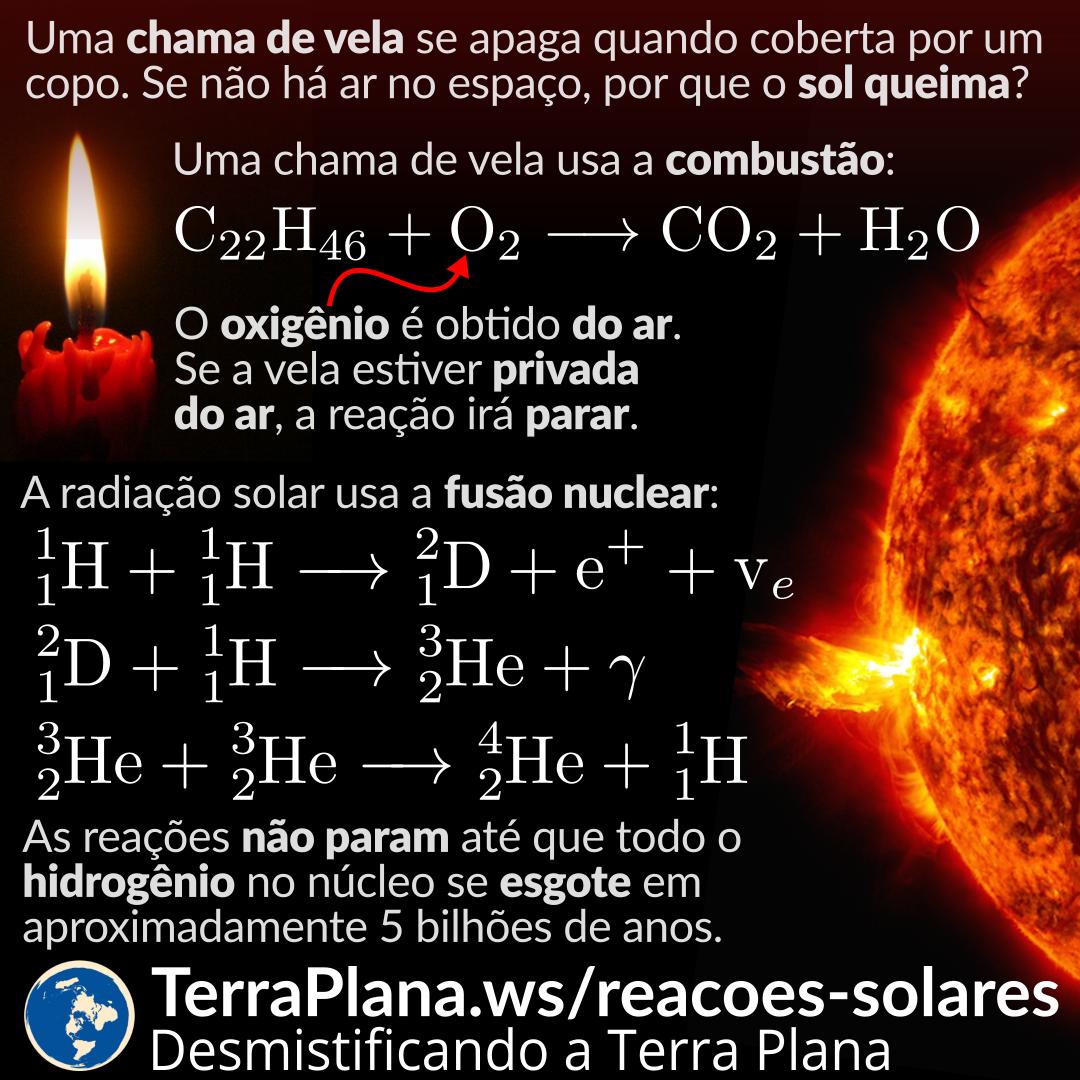 Uma chama de vela se apaga quando coberta por um
copo. Se não há ar no espaço, por que o sol queima?
Uma chama de vela usa a combustão:
C₂₂H₄₆ + O₂ ⟶ CO₂ + H₂O
O oxigênio é obtido do ar.
Se a vela estiver privada
do ar, a reação irá parar.
A radiação solar usa a fusão nuclear:
¹₁H + ¹₁H ⟶ ²₁D + e⁺ + vₑ
²₁D + ¹₁H ⟶ ³₂He + γ
³₂He + ³₂He ⟶ ⁴₂He + ¹₁H
As reações não param até que todo o
hidrogênio no núcleo se esgote em
aproximadamente 5 bilhões de anos.
TerraPlana.ws/reacoes-solares
Desmistificando a Terra Plana